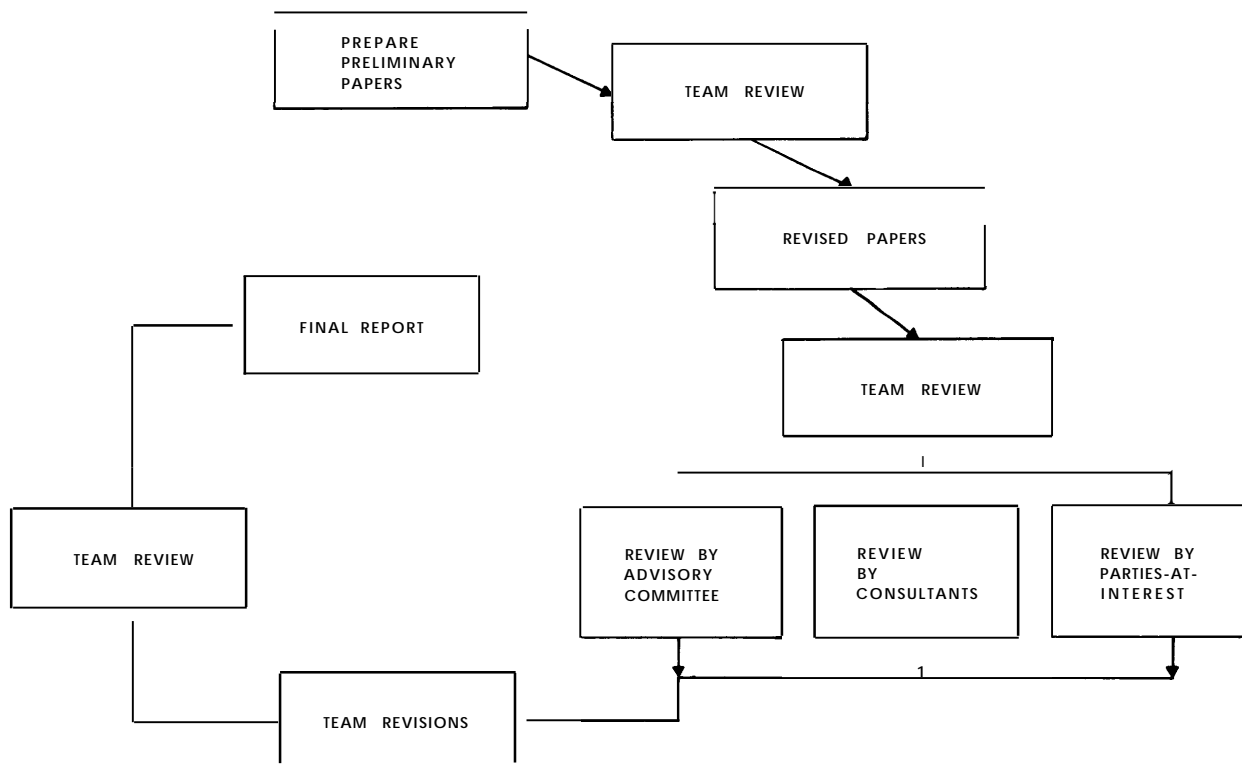 PREPARE
PRELIMINARY
PAPERS
TEAM REVIEW
REVISED PAPERS
FINAL REPORT
TEAM REVIEW
TEAM REVIEW
REVIEW BY
ADVISORY
COMMITTEE
REVIEW
BY
CONSULTANTS
REVIEW BY
PARTIES-AT-
INTEREST
TEAM REVISIONS